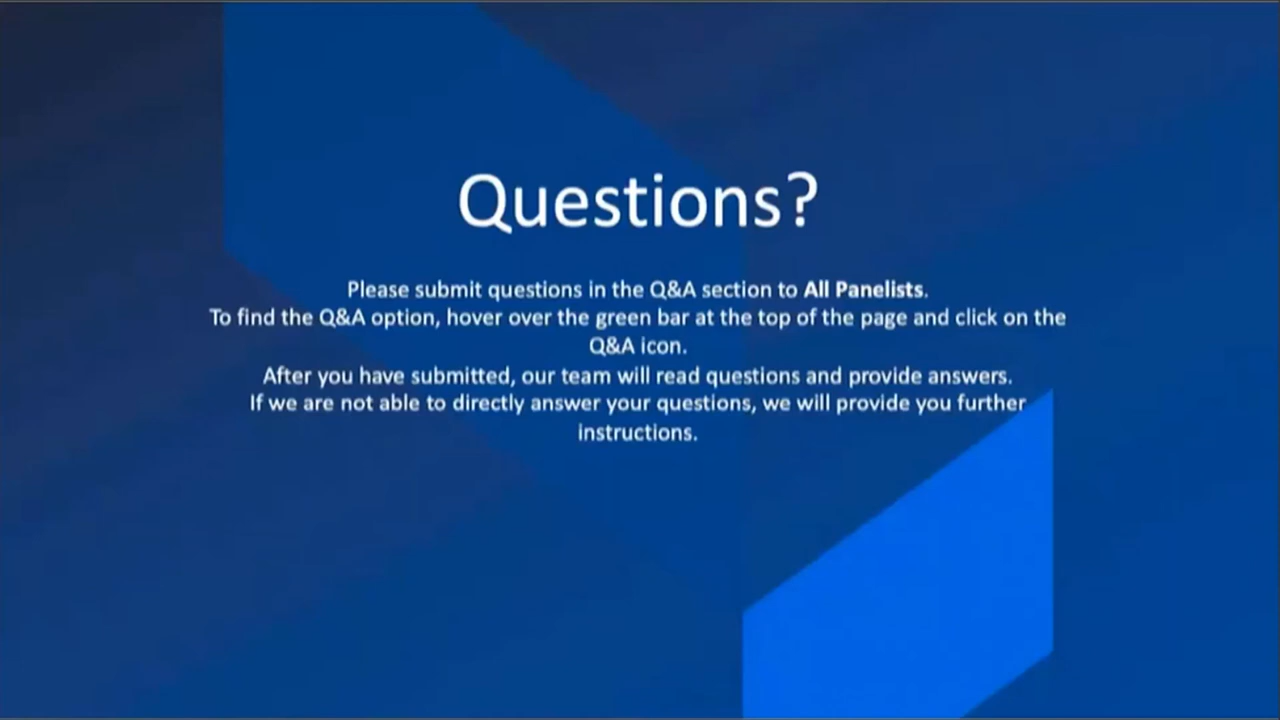 Questions?
Please submit questions in the Q&A section to All Panelists.
To find the Q&A option, hover over the green bar at the top of the page and click on the
Q&A icon.
After you have submitted, our team will read questions and provide answers.
If we are not able to directly answer your questions, we will provide you further
instructions.